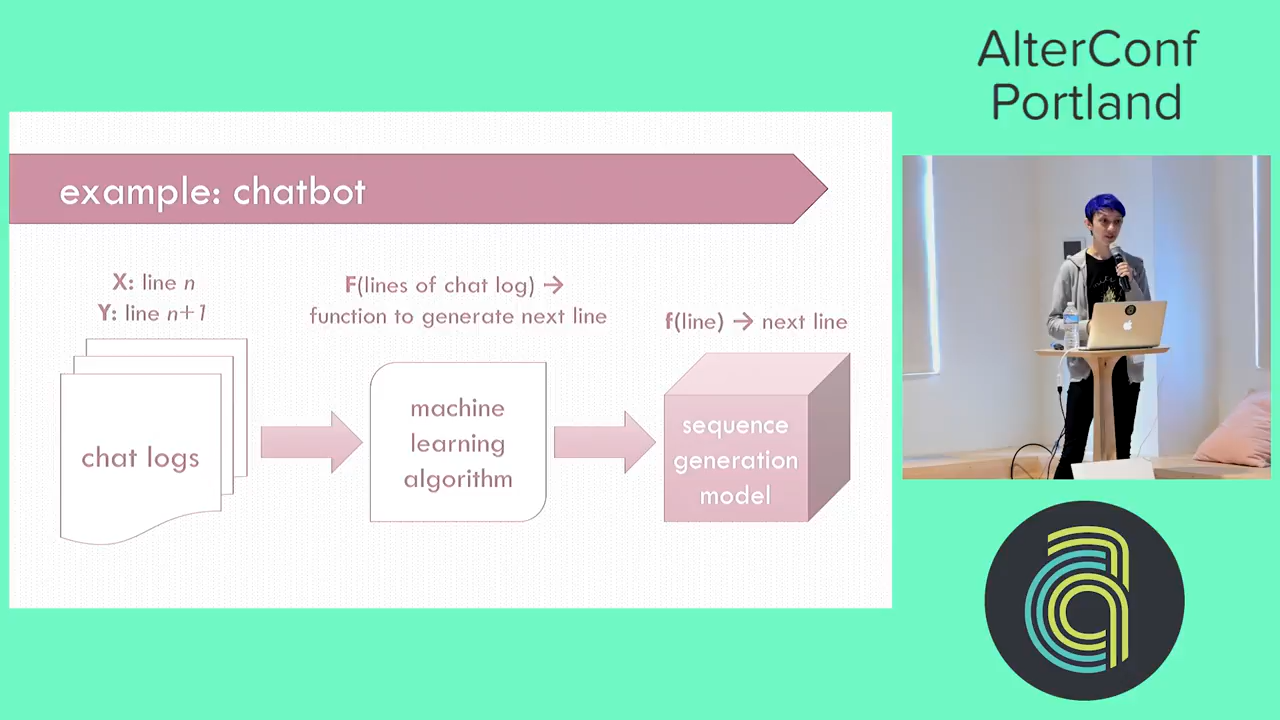 AlterConf
Portland
example: chatbot
X: line n
Y: line n+1
F(lines of chat log) →
function to generate next line
f(line) → next line
chat logs
machine
learning
algorithm
sequence
generation
model